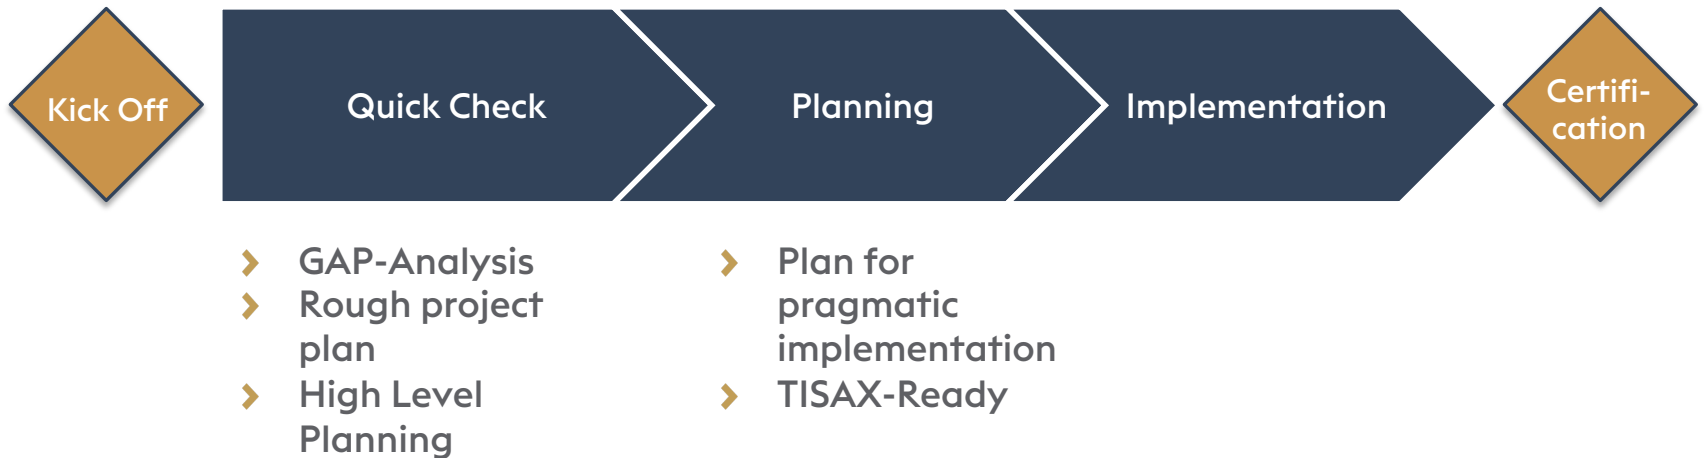 Kick Off
Quick Check
Planning
Implementation
Certifi-
cation
GAP-Analysis
Rough project
plan
High Level
Planning
Plan for
pragmatic
implementation
TISAX-Ready